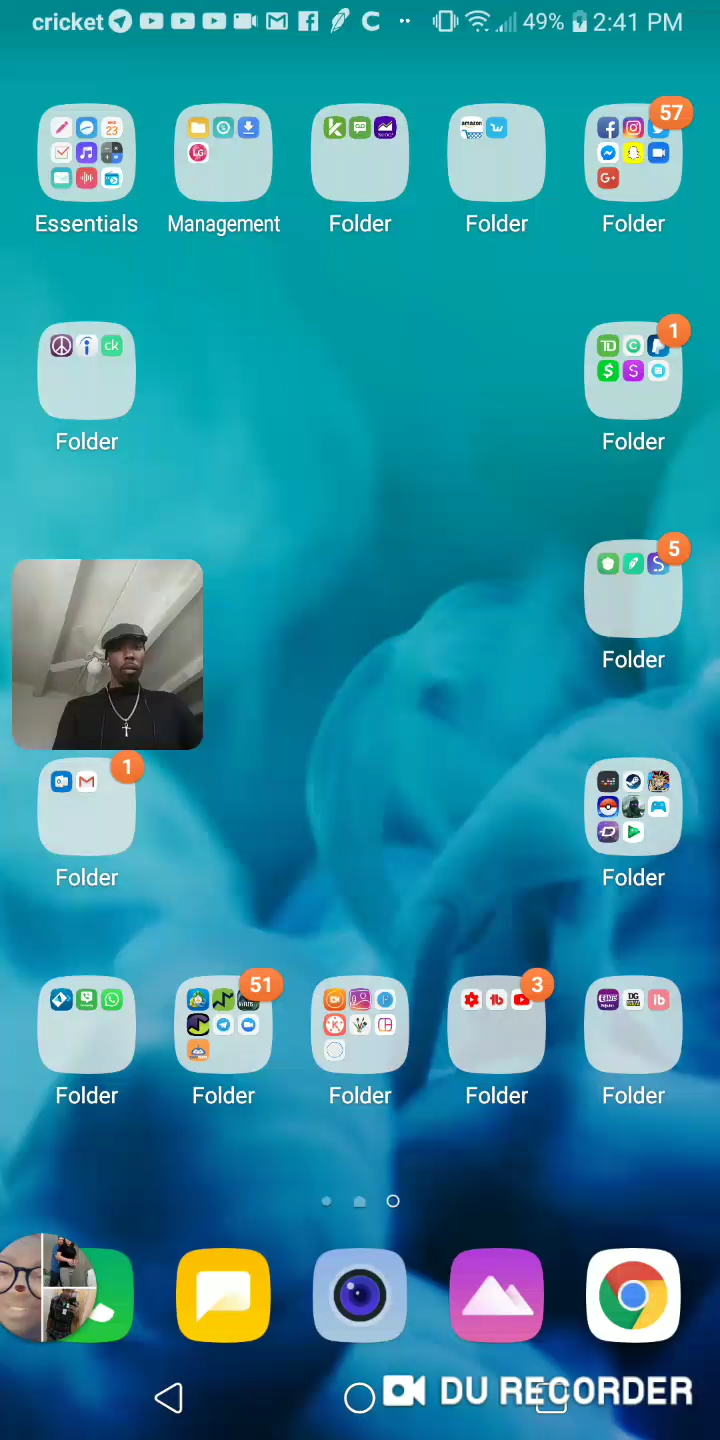 cricket 49% 2:41 PM
57
Essentials Management Folder Folder Folder
1
Folder Folder
5
Folder
1
Folder Folder
51 3
Folder Folder Folder Folder Folder
DU RECORDER